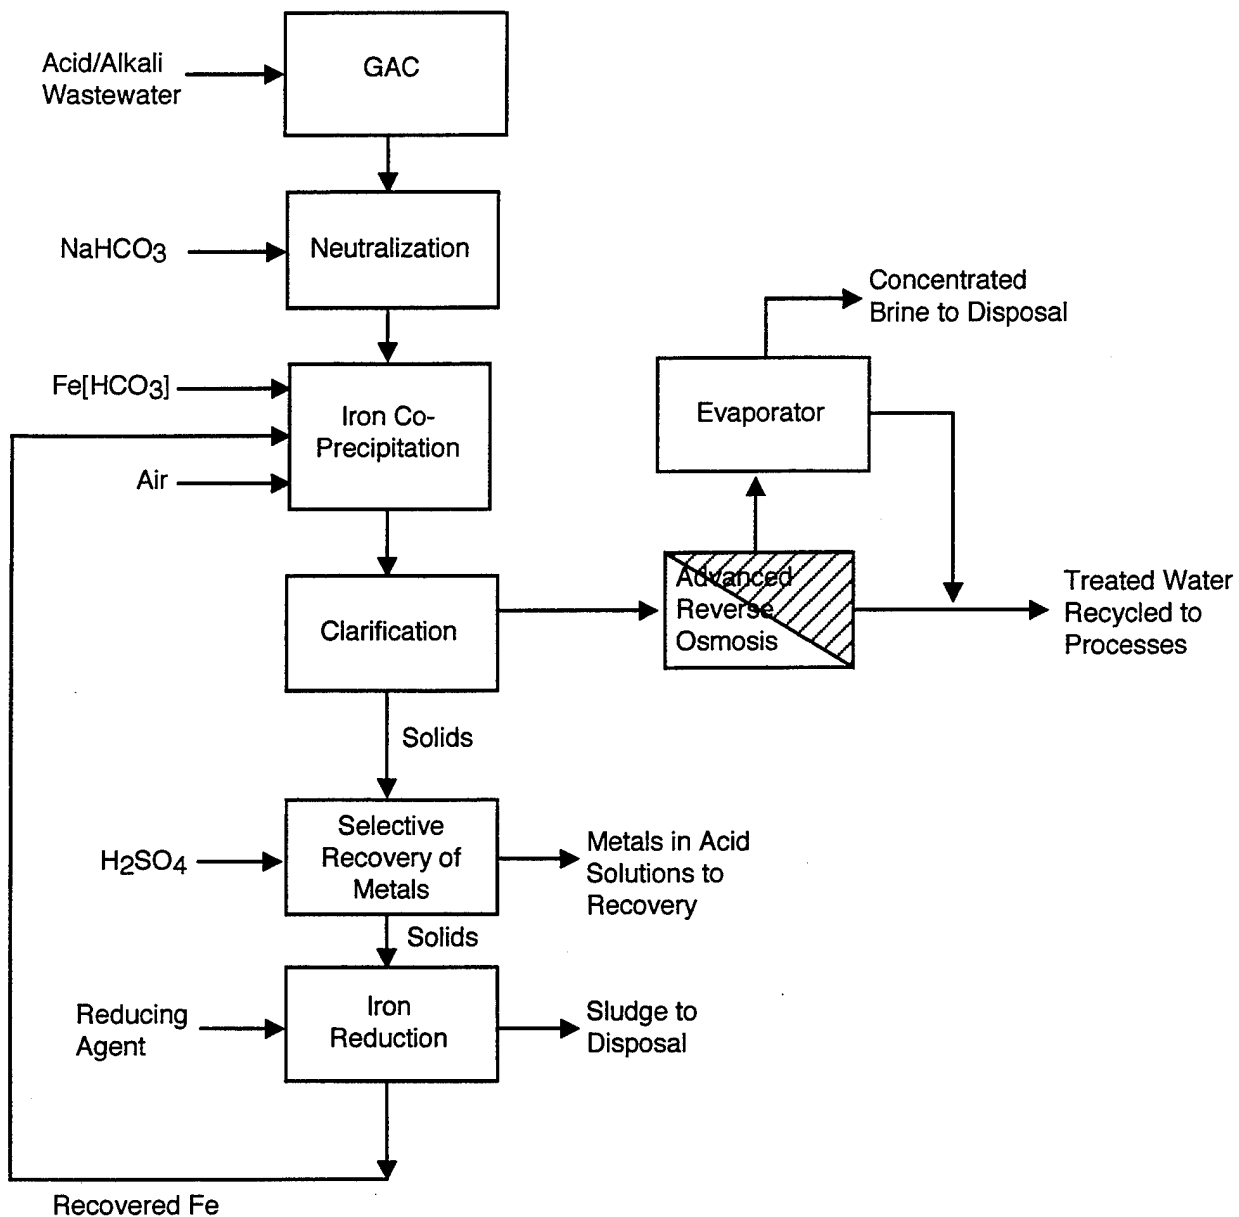 Acid/Alkali
Wastewater
GAC
NaHCO3
Neutralization
Concentrated
Brine to Disposal
Fe[HCO3]
Iron Co-
Precipitation
Air
Evaporator
Clarification
Advanced
Reverse
Osmosis
Treated Water
Recycled to
Processes
Solids
H2SO4
Selective
Recovery of
Metals
Metals in Acid
Solutions to
Recovery
Solids
Reducing
Agent
Iron
Reduction
Sludge to
Disposal
Recovered Fe